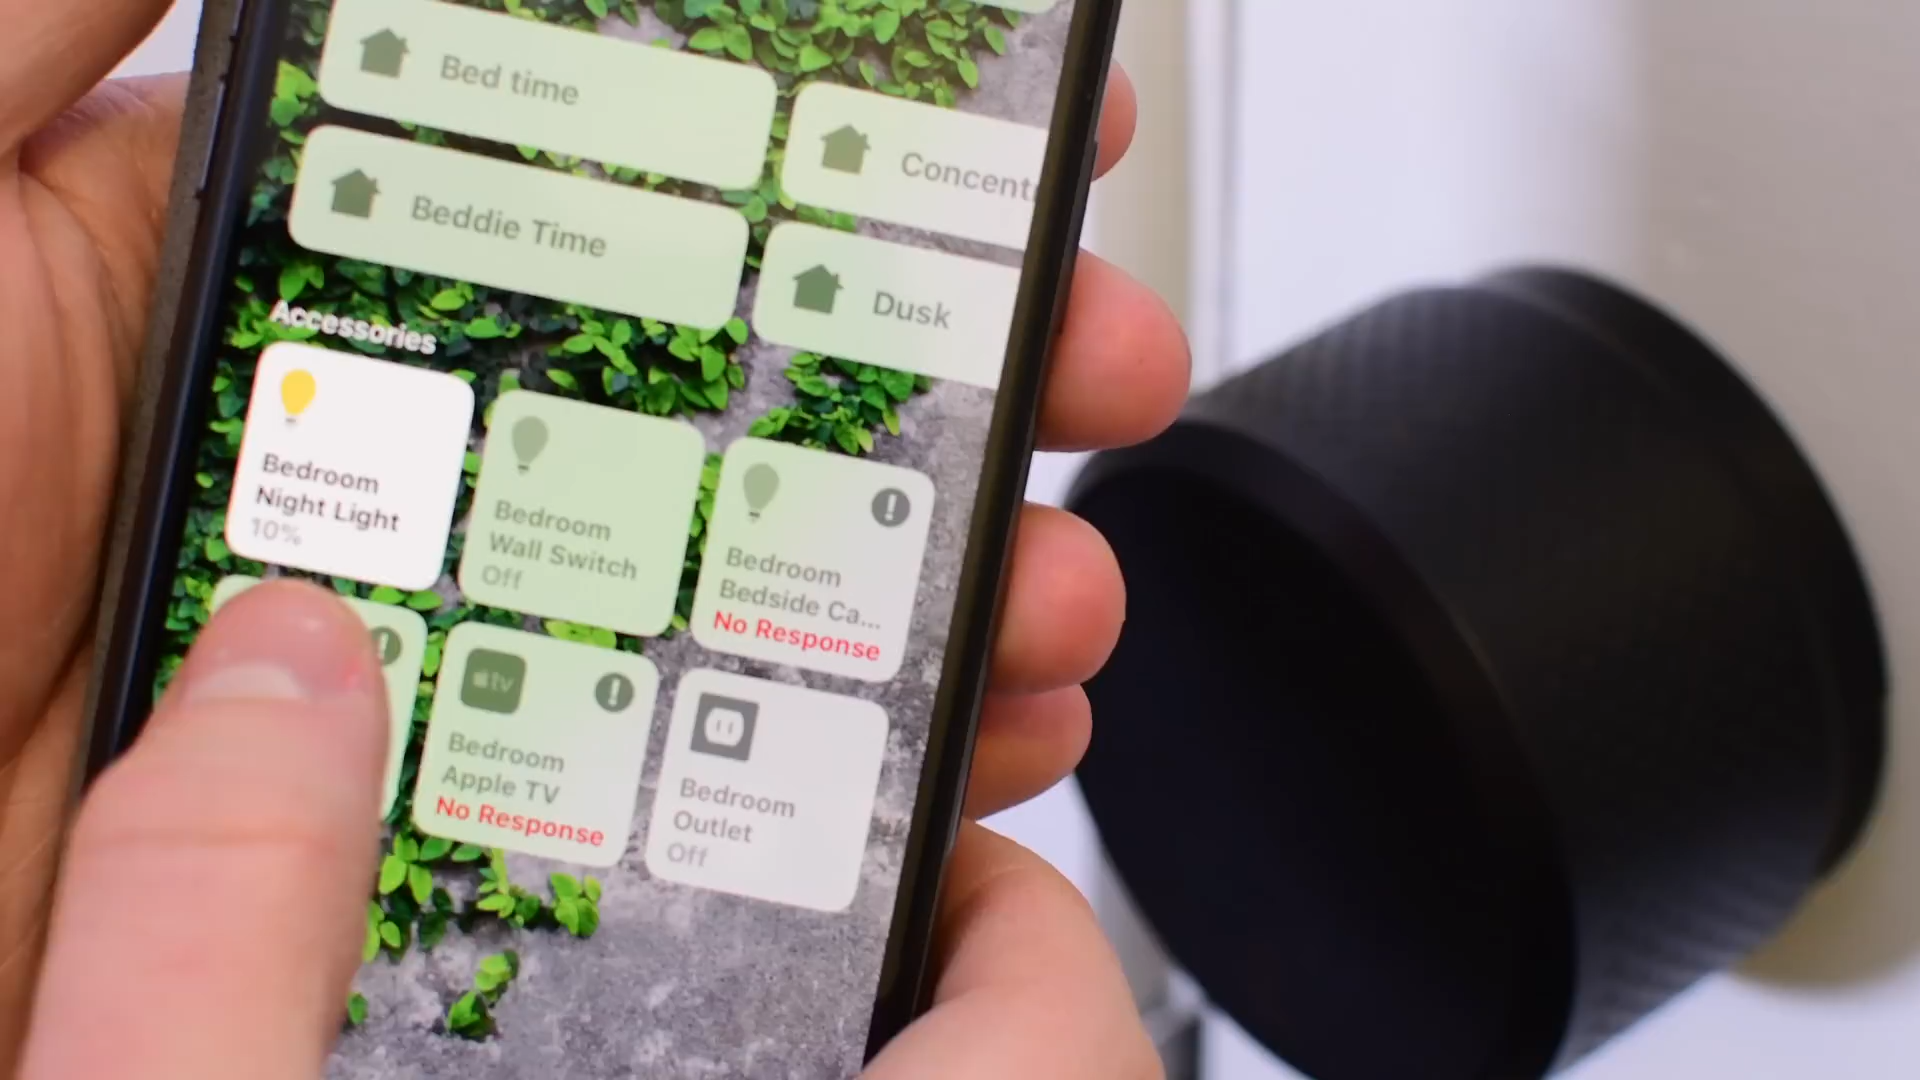 Bed time
Concent
Beddie Time
Dusk
Accessories
Bedroom
Night Light
10%
Bedroom
Wall Switch
Off
Bedroom
Bedside Ca...
No Response
tv
Bedroom
Apple TV
No Response
Bedroom
Outlet
Off